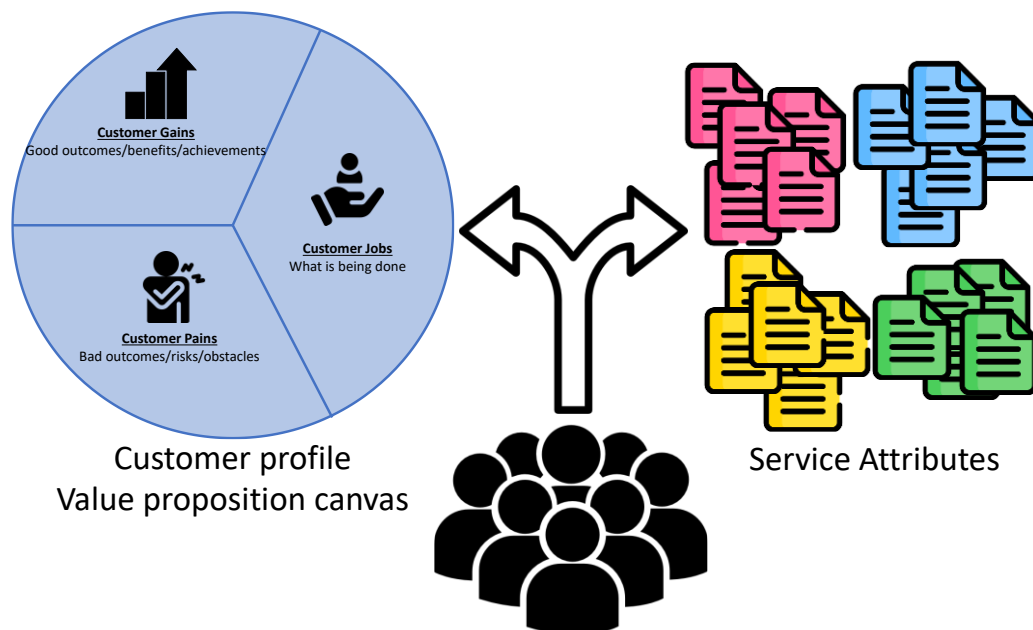 Customer Gains
Good outcomes/benefits/achievements
Customer Jobs
What is being done
Customer Pains
Bad outcomes/risks/obstacles
Customer profile
Value proposition canvas
Service Attributes